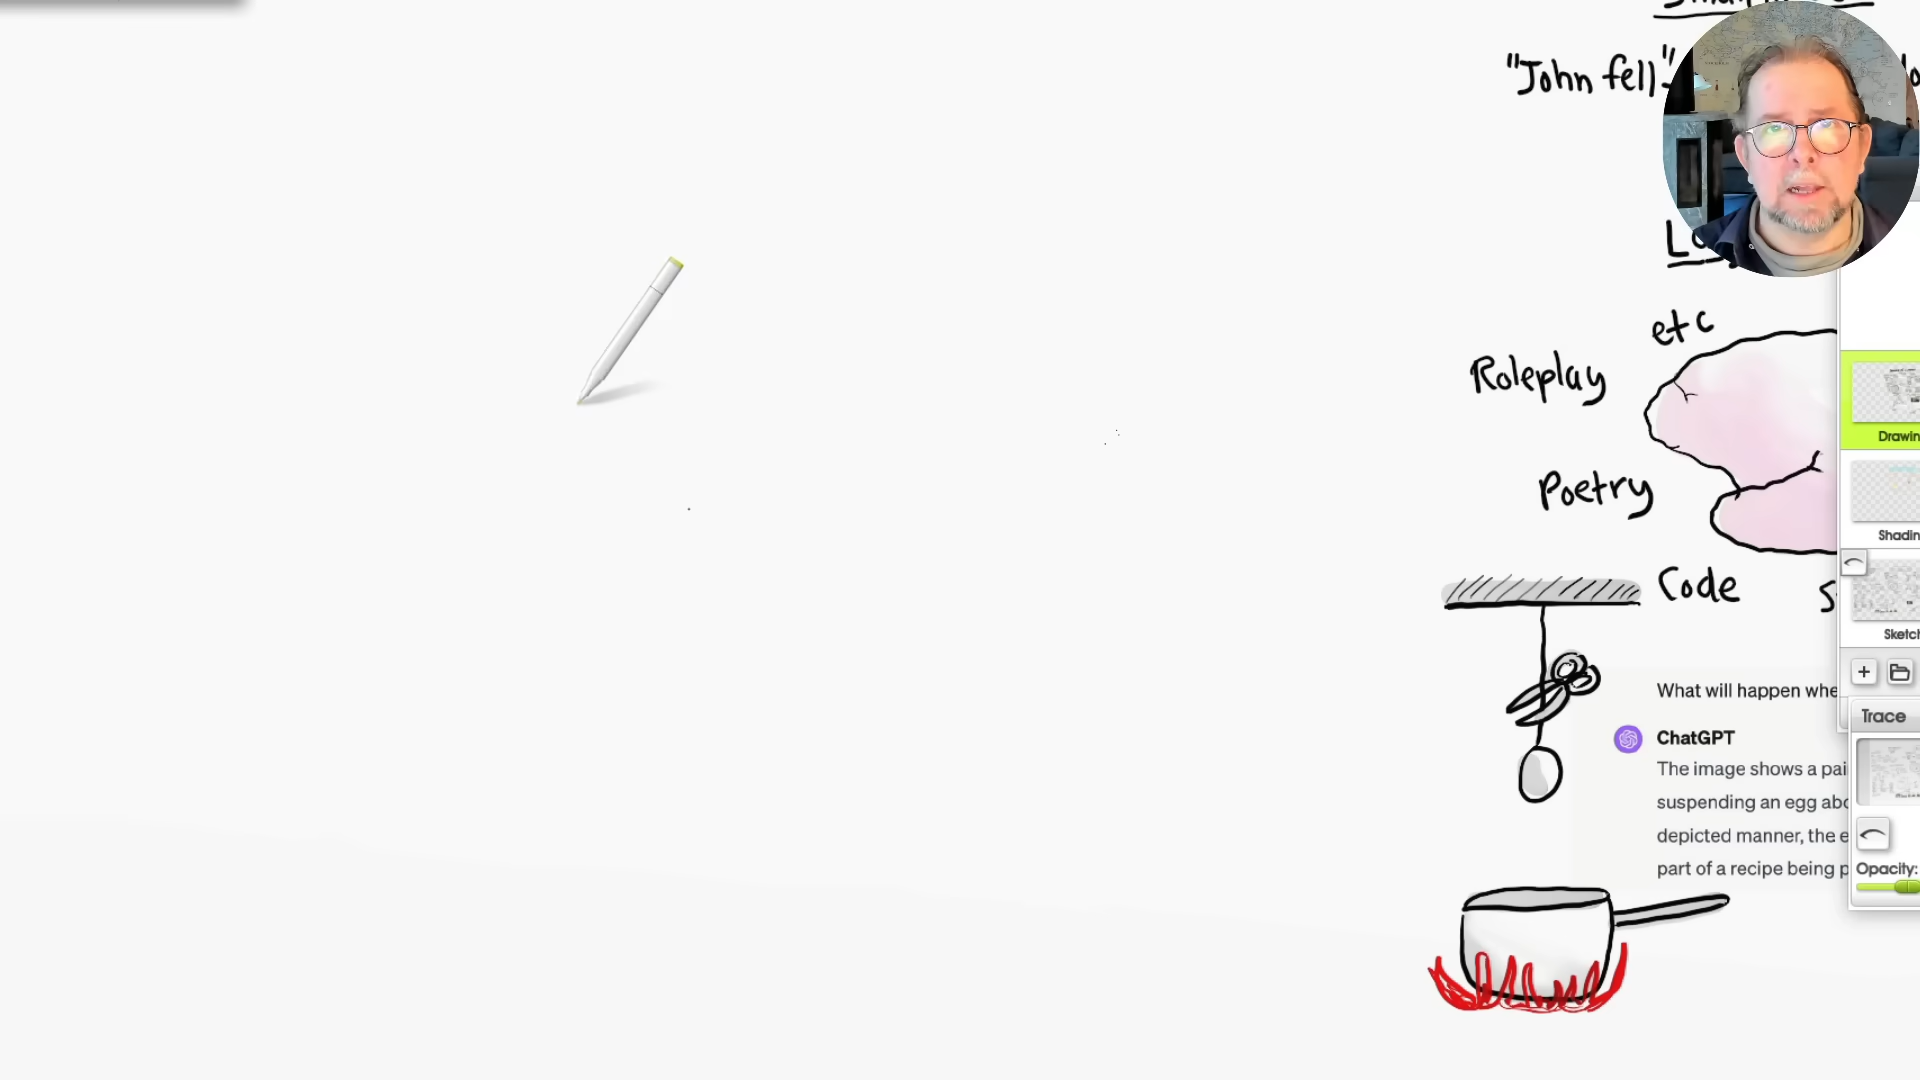 "John fell"
etc
Roleplay
Poetry
Code
What will happen whe
ChatGPT
The image shows a pai
suspending an egg abo
depicted manner, the e
part of a recipe being p
Drawin
Shadin
Sketch
Trace
Opacity: